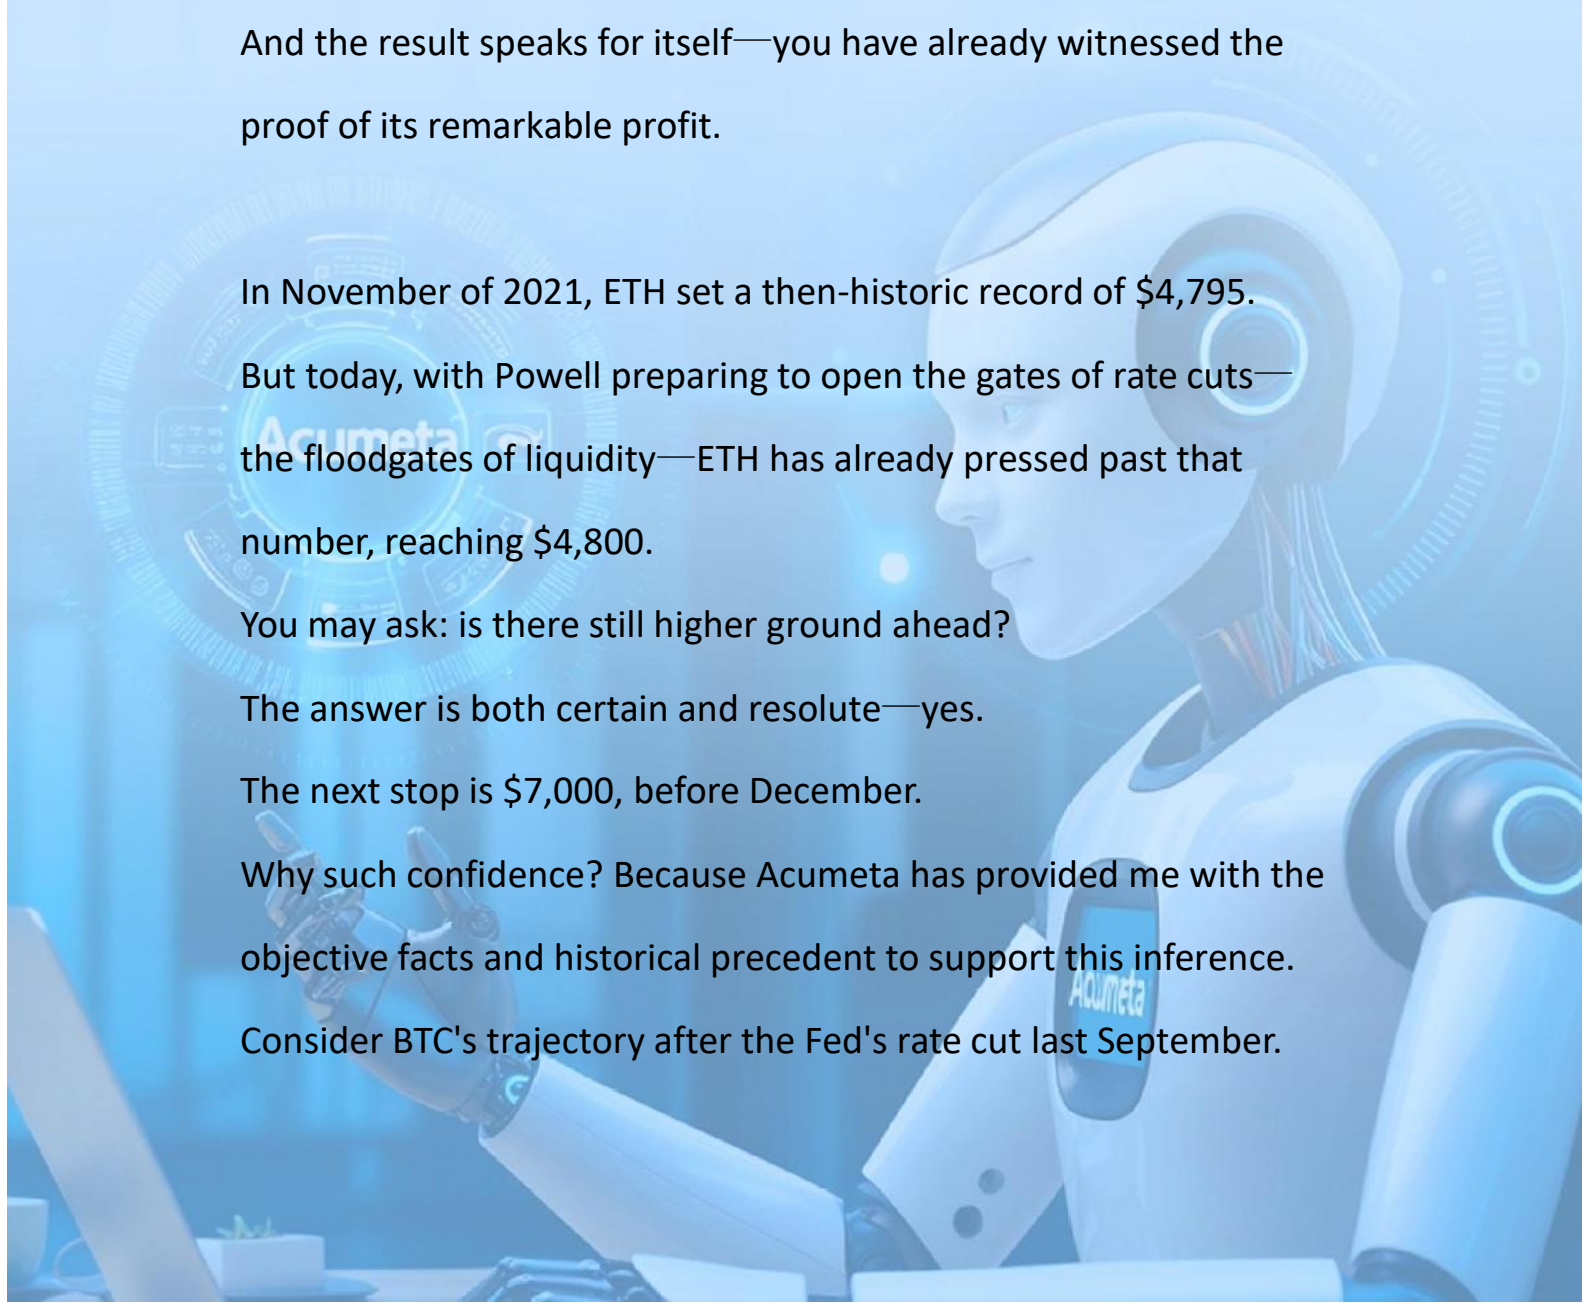 And the result speaks for itself—you have already witnessed the
proof of its remarkable profit.
In November of 2021, ETH set a then-historic record of $4,795.
But today, with Powell preparing to open the gates of rate cuts—
Acumeta
the floodgates of liquidity—ETH has already pressed past that
number, reaching $4,800.
You may ask: is there still higher ground ahead?
The answer is both certain and resolute—yes.
The next stop is $7,000, before December.
Why such confidence? Because Acumeta has provided me with the
objective facts and historical precedent to support this inference.
Acumeta
Consider BTC's trajectory after the Fed's rate cut last September.